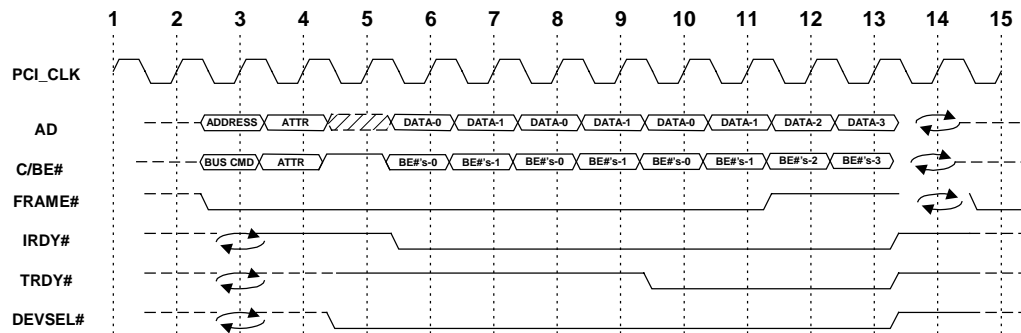 1 2 3 4 5 6 7 8 9 10 11 12 13 14 15
PCI_CLK
AD ADDRESS ATTR DATA-0 DATA-1 DATA-0 DATA-1 DATA-0 DATA-1 DATA-2 DATA-3
C/BE# BUS CMD ATTR BE#'s-0 BE#'s-1 BE#'s-0 BE#'s-1 BE#'s-0 BE#'s-1 BE#'s-2 BE#'s-3
FRAME#
IRDY#
TRDY#
DEVSEL#